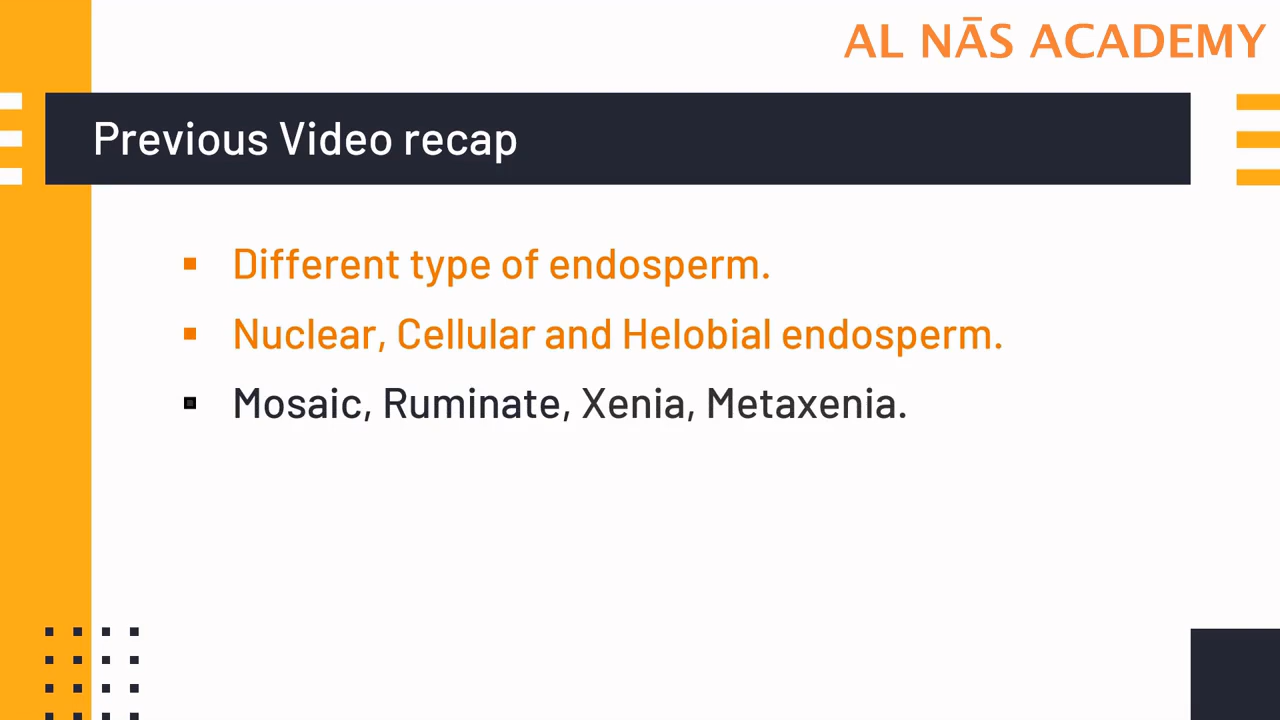 AL NĀS ACADEMY
Previous Video recap
Different type of endosperm.
Nuclear, Cellular and Helobial endosperm.
Mosaic, Ruminate, Xenia, Metaxenia.